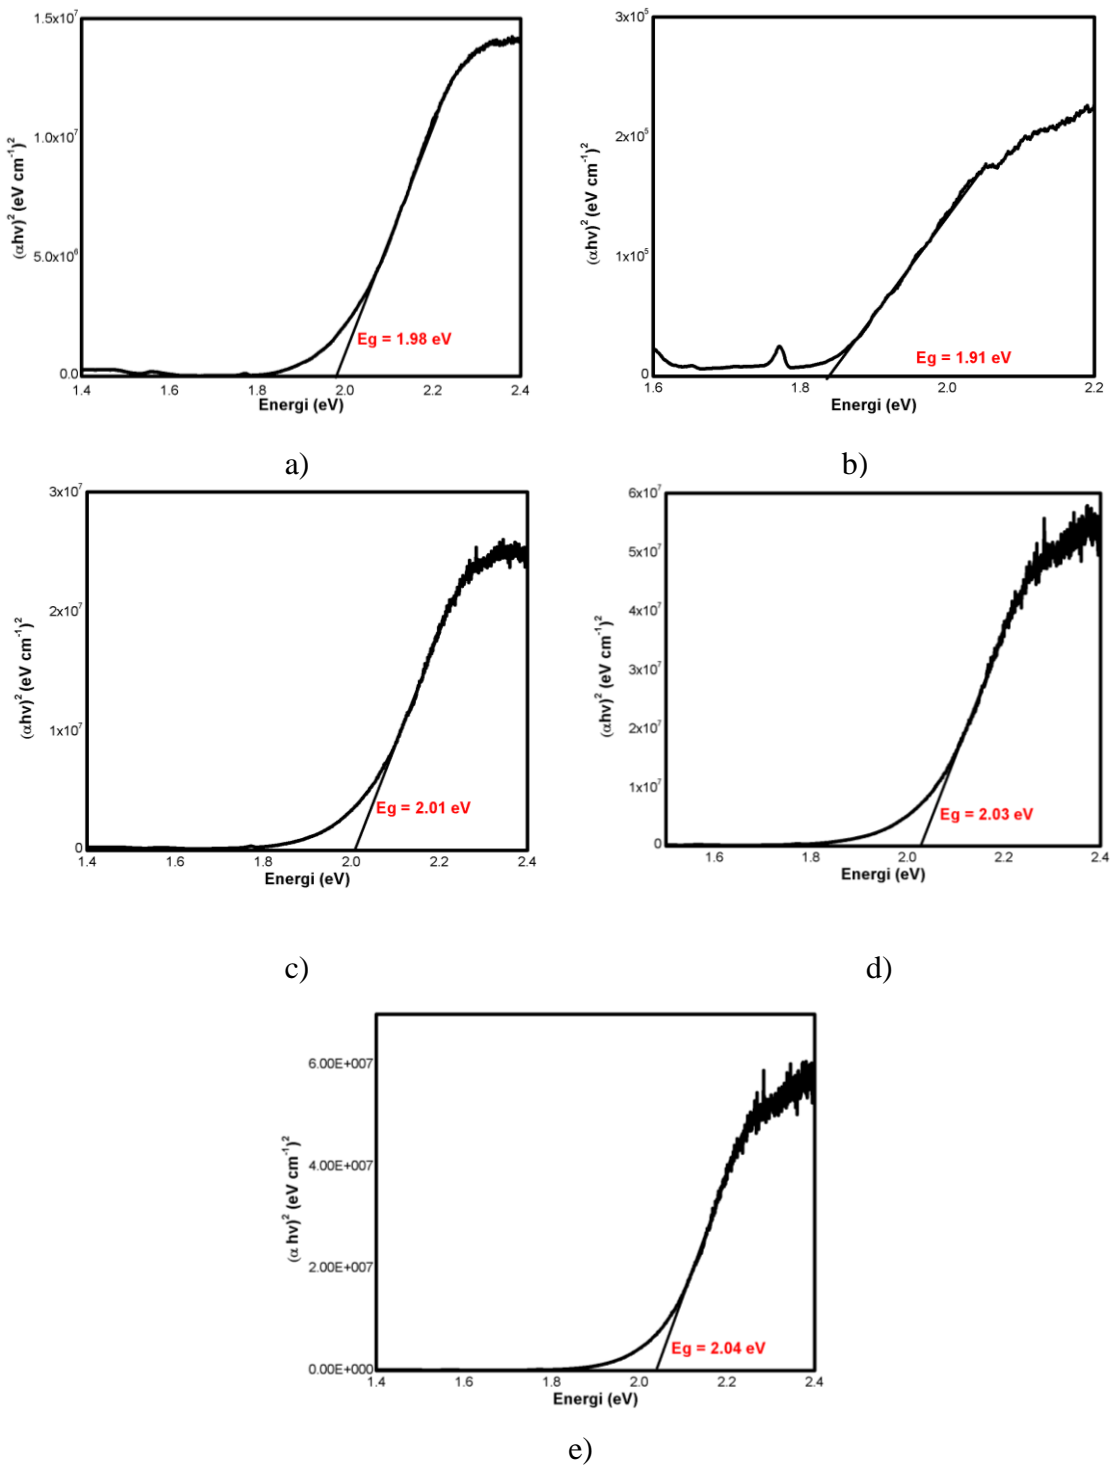 1.5x10⁷
1.0x10⁷
5.0x10⁶
0.0
(αhv)² (eV cm⁻¹)²
1.4 1.6 1.8 2.0 2.2 2.4
Energi (eV)
Eg = 1.98 eV
a)
3x10⁵
2x10⁵
1x10⁵
0
(αhv)² (eV cm⁻¹)²
1.6 1.8 2.0 2.2
Energi (eV)
Eg = 1.91 eV
b)
3x10⁷
2x10⁷
1x10⁷
0
(αhv)² (eV cm⁻¹)²
1.4 1.6 1.8 2.0 2.2 2.4
Energi (eV)
Eg = 2.01 eV
c)
6x10⁷
5x10⁷
4x10⁷
3x10⁷
2x10⁷
1x10⁷
0
(αhv)² (eV cm⁻¹)²
1.6 1.8 2.0 2.2 2.4
Energi (eV)
Eg = 2.03 eV
d)
6.00E+007
4.00E+007
2.00E+007
0.00E+000
(α hv)² (eV cm⁻¹)²
1.4 1.6 1.8 2.0 2.2 2.4
Energi (eV)
Eg = 2.04 eV
e)